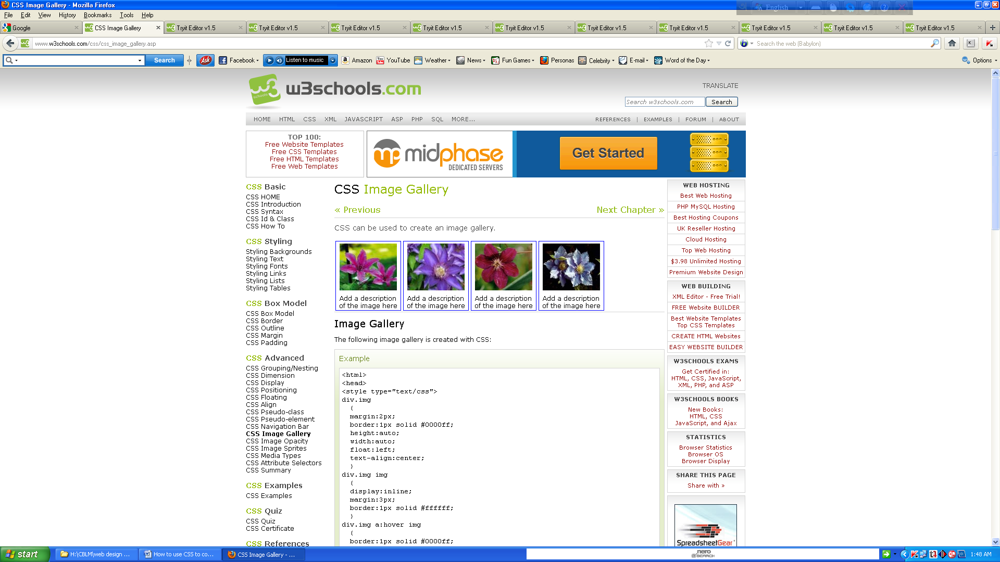 CSS Image Gallery - Mozilla Firefox
English
File Edit View History Bookmarks Tools Help
Google
CSS Image Gallery
Tryit Editor v1.5
Tryit Editor v1.5
Tryit Editor v1.5
Tryit Editor v1.5
Tryit Editor v1.5
Tryit Editor v1.5
Tryit Editor v1.5
Tryit Editor v1.5
Tryit Editor v1.5
Tryit Editor v1.5
www.w3schools.com/css/css_image_gallery.asp
Search the web (Babylon)
Search
Ask
Facebook
Listen to music
Amazon
YouTube
Weather
News
Fun Games
Personas
Celebrity
E-mail
Word of the Day
Options
w3schools.com
TRANSLATE
Search w3schools.com
Search
HOME HTML CSS XML JAVASCRIPT ASP PHP SQL MORE...
REFERENCES | EXAMPLES | FORUM | ABOUT
TOP 100:
Free Website Templates
Free CSS Templates
Free HTML Templates
Free Web Templates
midphase
DEDICATED SERVERS
Get Started
CSS Basic
CSS HOME
CSS Introduction
CSS Syntax
CSS Id & Class
CSS How To
CSS Styling
Styling Backgrounds
Styling Text
Styling Fonts
Styling Links
Styling Lists
Styling Tables
CSS Box Model
CSS Box Model
CSS Border
CSS Outline
CSS Margin
CSS Padding
CSS Advanced
CSS Grouping/Nesting
CSS Dimension
CSS Display
CSS Positioning
CSS Floating
CSS Align
CSS Pseudo-class
CSS Pseudo-element
CSS Navigation Bar
CSS Image Gallery
CSS Image Opacity
CSS Image Sprites
CSS Media Types
CSS Attribute Selectors
CSS Summary
CSS Examples
CSS Examples
CSS Quiz
CSS Quiz
CSS Certificate
CSS References
CSS Image Gallery
« Previous
Next Chapter »
CSS can be used to create an image gallery.
Add a description
of the image here
Add a description
of the image here
Add a description
of the image here
Add a description
of the image here
Image Gallery
The following image gallery is created with CSS:
Example
<html>
<head>
<style type="text/css">
div.img
{
margin:2px;
border:1px solid #0000ff;
height:auto;
width:auto;
float:left;
text-align:center;
}
div.img img
{
display:inline;
margin:3px;
border:1px solid #ffffff;
}
div.img a:hover img
{
border:1px solid #0000ff;
WEB HOSTING
Best Web Hosting
PHP MySQL Hosting
Best Hosting Coupons
UK Reseller Hosting
Cloud Hosting
Top Web Hosting
$3.98 Unlimited Hosting
Premium Website Design
WEB BUILDING
XML Editor - Free Trial!
FREE Website BUILDER
Best Website Templates
Top CSS Templates
CREATE HTML Websites
EASY WEBSITE BUILDER
W3SCHOOLS EXAMS
Get Certified in:
HTML, CSS, JavaScript,
XML, PHP, and ASP
W3SCHOOLS BOOKS
New Books:
HTML, CSS
JavaScript, and Ajax
STATISTICS
Browser Statistics
Browser OS
Browser Display
SHARE THIS PAGE
Share with »
SpreadsheetGear
start
H:\CBLM\web design ...
How to use CSS to co...
CSS Image Gallery - ...
nero
SEARCH
1:48 AM